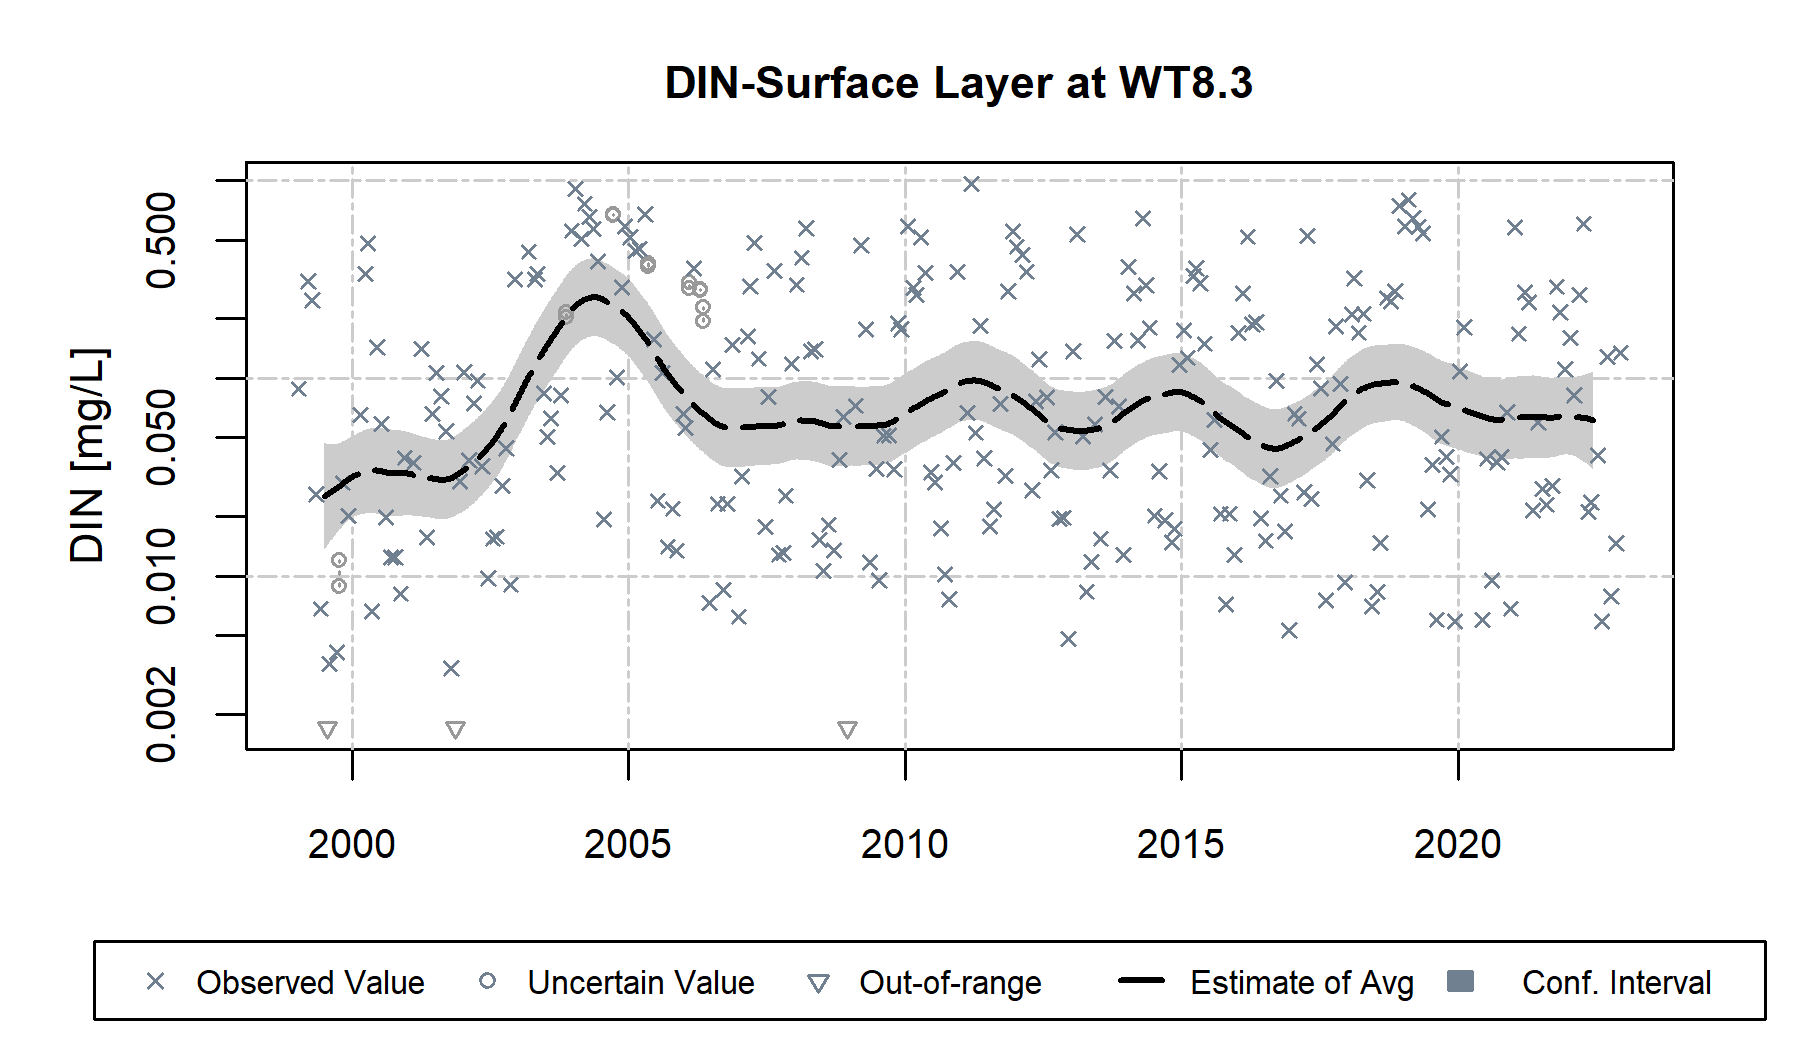 DIN-Surface Layer at WT8.3
DIN [mg/L]
0.500
0.050
0.010
0.002
2000 2005 2010 2015 2020
Observed Value Uncertain Value Out-of-range Estimate of Avg Conf. Interval